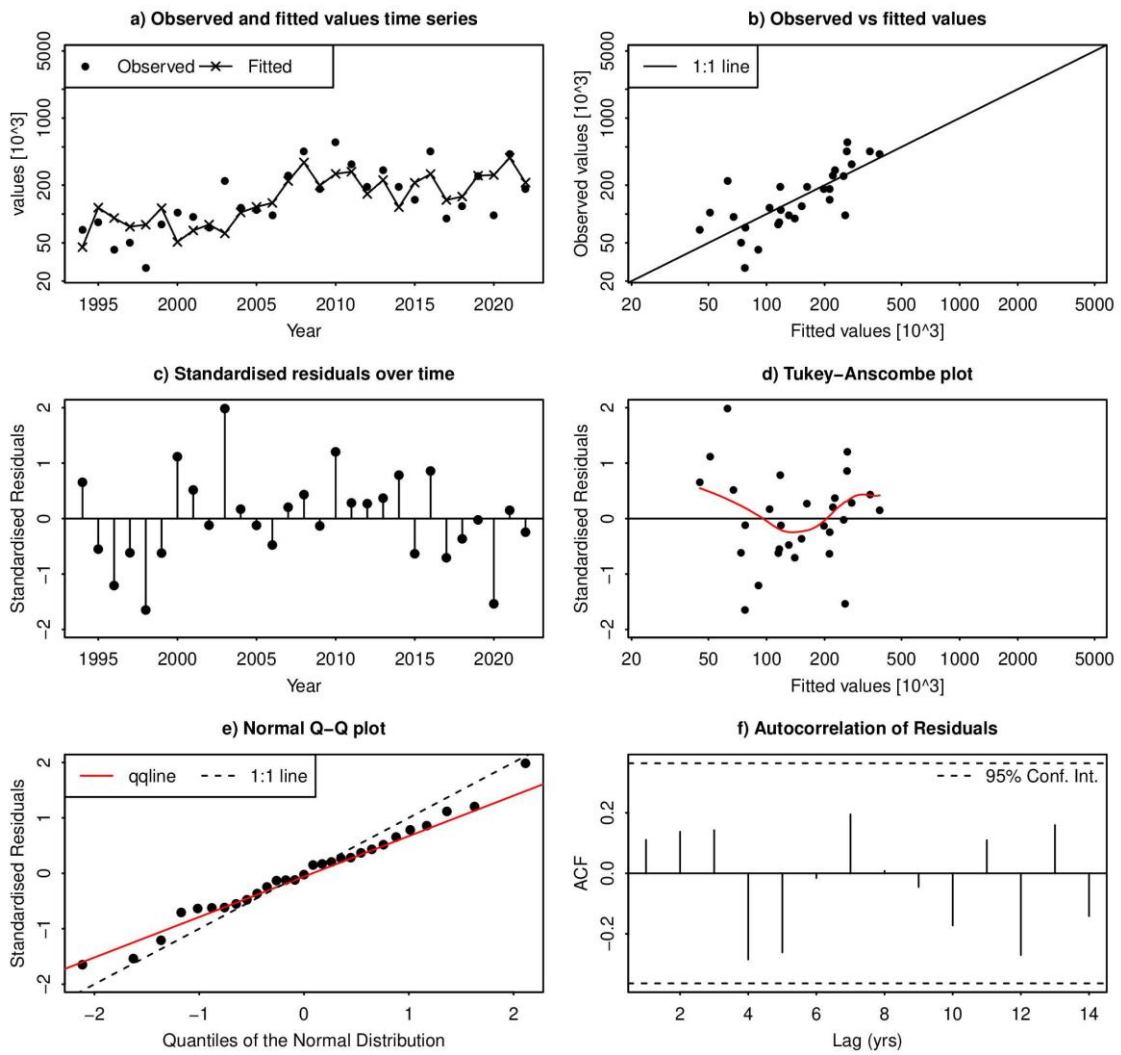 a) Observed and fitted values time series
values [10^3]
5000
1000
200
50
20
Observed Fitted
1995 2000 2005 2010 2015 2020
Year
b) Observed vs fitted values
Observed values [10^3]
5000
1000
200
50
20
1:1 line
20 50 100 200 500 1000 2000 5000
Fitted values [10^3]
c) Standardised residuals over time
Standardised Residuals
2
1
0
−1
−2
1995 2000 2005 2010 2015 2020
Year
d) Tukey−Anscombe plot
Standardised Residuals
2
1
0
−1
−2
20 50 100 200 500 1000 2000 5000
Fitted values [10^3]
e) Normal Q−Q plot
Standardised Residuals
2
1
0
−1
−2
qqline 1:1 line
−2 −1 0 1 2
Quantiles of the Normal Distribution
f) Autocorrelation of Residuals
ACF
0.2
0.0
−0.2
95% Conf. Int.
2 4 6 8 10 12 14
Lag (yrs)